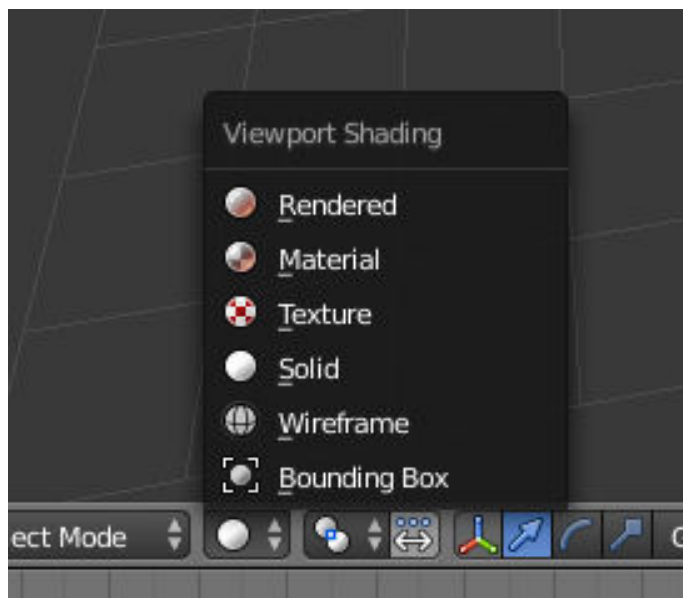 Viewport Shading
Rendered
Material
Texture
Solid
Wireframe
Bounding Box
ect Mode